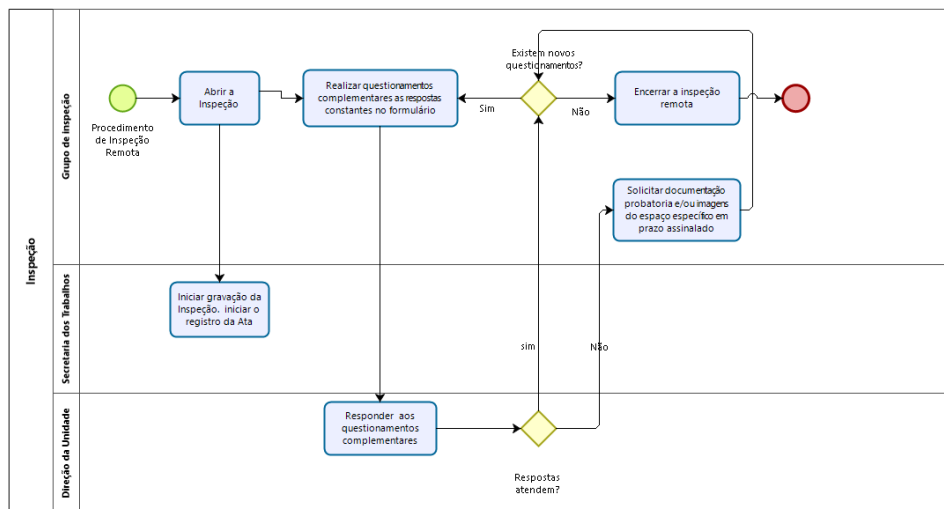 Inspeção
Grupo de inspeção
Procedimento
de Inspeção
Remota
Abrir a
Inspeção
Realizar questionamentos
complementares as respostas
constantes no formulário
Sim
Existem novos
questionamentos?
Não
Encerrar a inspeção
remota
Solicitar documentação
probatoria e/ou imagens
do espaço específico em
prazo assinalado
Secretaria dos Trabalhos
Iniciar gravação da
Inspeção. iniciar o
registro da Ata
sim
Não
Direção da Unidade
Responder aos
questionamentos
complementares
Respostas
atendem?